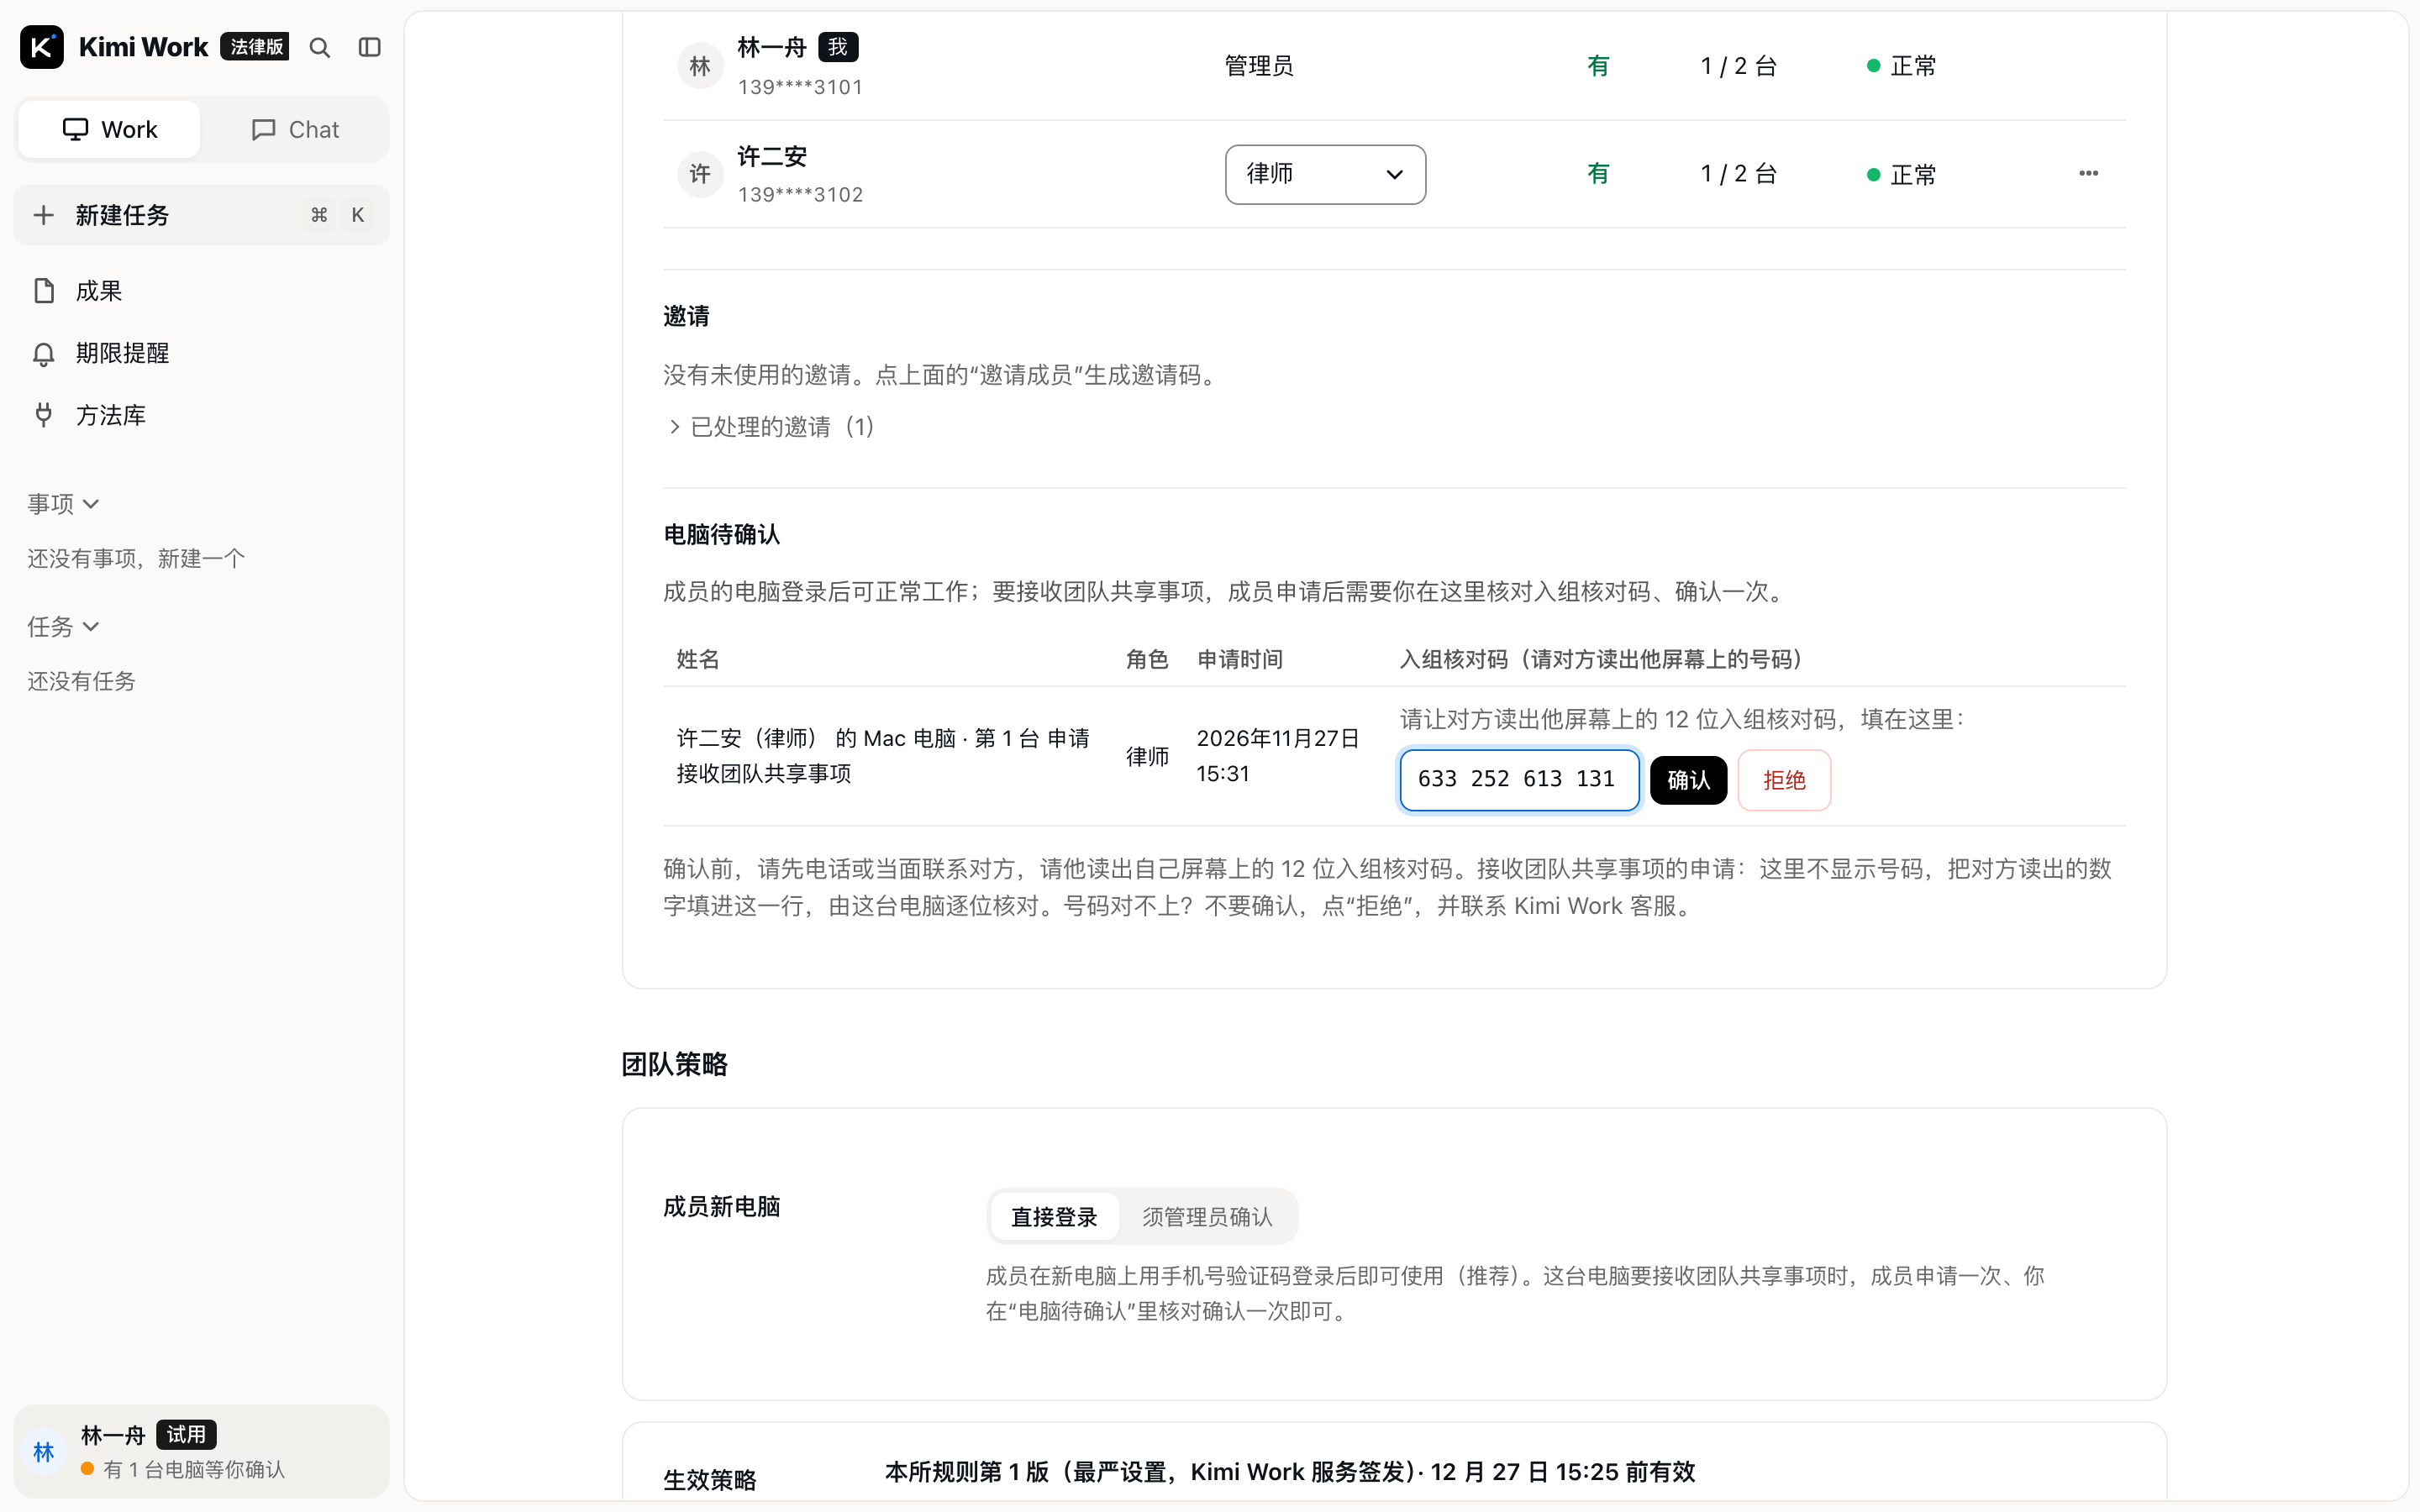 Kimi Work 法律版
Work
Chat
新建任务 ⌘ K
成果
期限提醒
方法库
事项
还没有事项，新建一个
任务
还没有任务
林 林一舟 试用
有 1 台电脑等你确认
林 林一舟 我 管理员 有 1 / 2 台 正常
139****3101
许 许二安 律师 有 1 / 2 台 正常
139****3102
邀请
没有未使用的邀请。点上面的“邀请成员”生成邀请码。
已处理的邀请（1）
电脑待确认
成员的电脑登录后可正常工作；要接收团队共享事项，成员申请后需要你在这里核对入组核对码、确认一次。
姓名 角色 申请时间 入组核对码（请对方读出他屏幕上的号码）
许二安（律师） 的 Mac 电脑 · 第 1 台 申请
接收团队共享事项
律师
2026年11月27日
15:31
请让对方读出他屏幕上的 12 位入组核对码，填在这里：
633 252 613 131 确认 拒绝
确认前，请先电话或当面联系对方，请他读出自己屏幕上的 12 位入组核对码。接收团队共享事项的申请：这里不显示号码，把对方读出的数
字填进这一行，由这台电脑逐位核对。号码对不上？不要确认，点“拒绝”，并联系 Kimi Work 客服。
团队策略
成员新电脑
直接登录 须管理员确认
成员在新电脑上用手机号验证码登录后即可使用（推荐）。这台电脑要接收团队共享事项时，成员申请一次、你
在“电脑待确认”里核对确认一次即可。
生效策略
本所规则第 1 版（最严设置，Kimi Work 服务签发）· 12 月 27 日 15:25 前有效